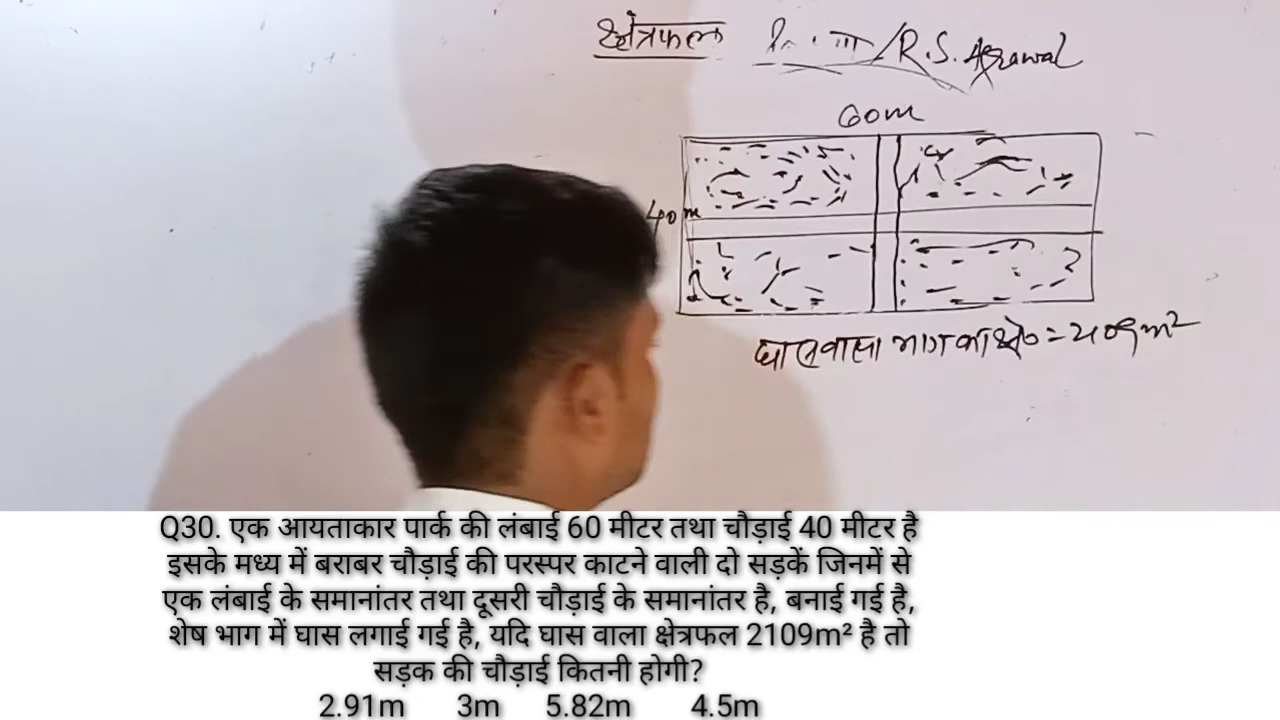 क्षेत्रफल / R.S. Agrawal
60m
40m
घासवाला भाग का क्षे० = 2109m²
Q30. एक आयताकार पार्क की लंबाई 60 मीटर तथा चौड़ाई 40 मीटर है
इसके मध्य में बराबर चौड़ाई की परस्पर काटने वाली दो सड़कें जिनमें से
एक लंबाई के समानांतर तथा दूसरी चौड़ाई के समानांतर है, बनाई गई है,
शेष भाग में घास लगाई गई है, यदि घास वाला क्षेत्रफल 2109m² है तो
सड़क की चौड़ाई कितनी होगी?
2.91m 3m 5.82m 4.5m